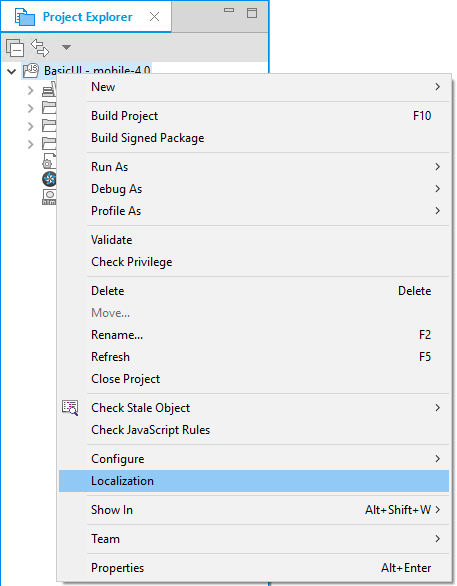 Project Explorer
BasicUI - mobile-4.0
New
Build Project F10
Build Signed Package
Run As
Debug As
Profile As
Validate
Check Privilege
Delete Delete
Move...
Rename... F2
Refresh F5
Close Project
Check Stale Object
Check JavaScript Rules
Configure
Localization
Show In Alt+Shift+W
Team
Properties Alt+Enter